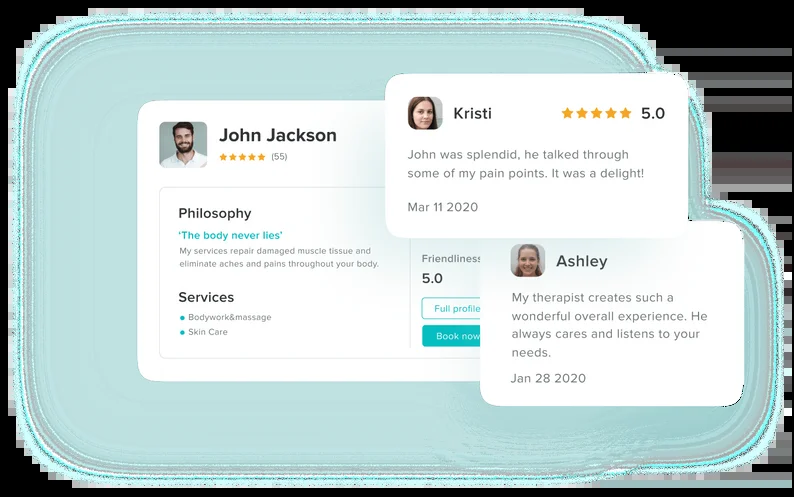 John Jackson
(55)
Philosophy
'The body never lies'
My services repair damaged muscle tissue and
eliminate aches and pains throughout your body.
Services
Bodywork&massage
Skin Care
Friendliness
5.0
Full profile
Book now
Kristi
5.0
John was splendid, he talked through
some of my pain points. It was a delight!
Mar 11 2020
Ashley
My therapist creates such a
wonderful overall experience. He
always cares and listens to your
needs.
Jan 28 2020